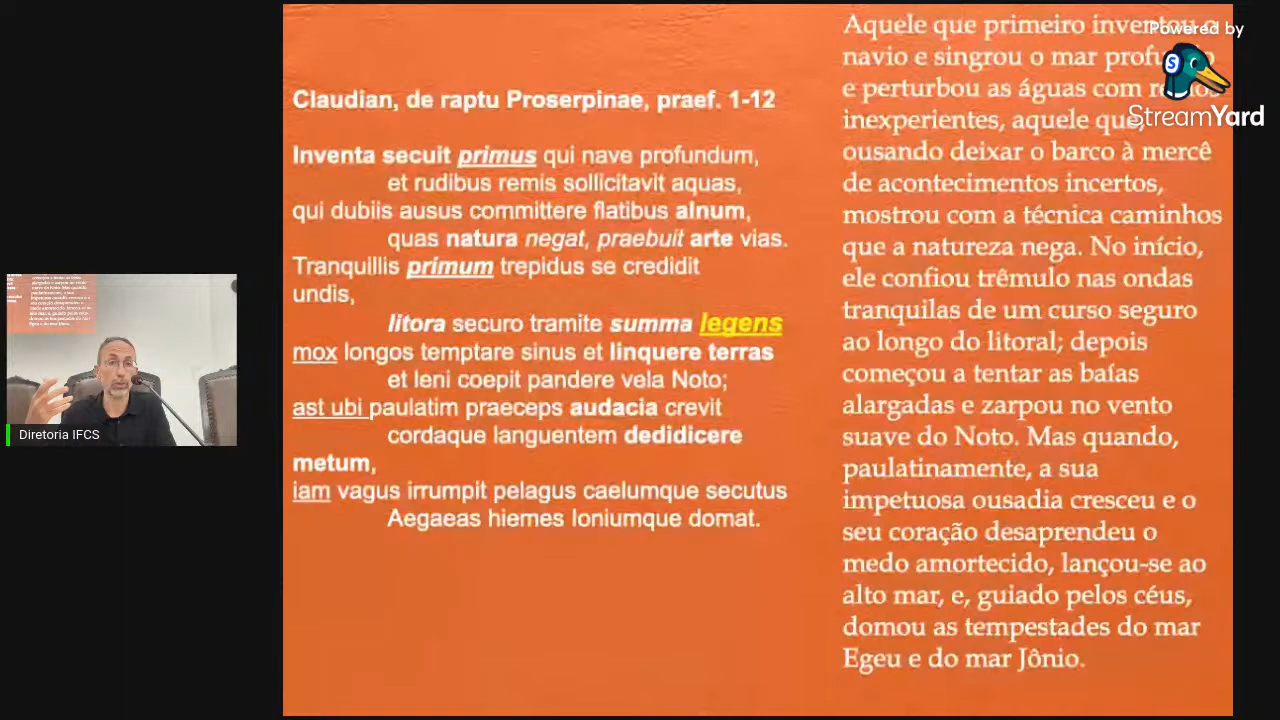 Claudian, de raptu Proserpinae, praef. 1-12
Inventa secuit primus qui nave profundum,
et rudibus remis sollicitavit aquas,
qui dubiis ausus committere flatibus alnum,
quas natura negat, praebuit arte vias.
Tranquillis primum trepidus se credidit
undis,
litora securo tramite summa legens
mox longos temptare sinus et linquere terras
et leni coepit pandere vela Noto;
ast ubi paulatim praeceps audacia crevit
cordaque languentem dedidicere
metum,
iam vagus irrumpit pelagus caelumque secutus
Aegaeas hiemes Ioniumque domat.
Aquele que primeiro inventou o
navio e singrou o mar profundo
e perturbou as águas com remos
inexperientes, aquele que,
ousando deixar o barco à mercê
de acontecimentos incertos,
mostrou com a técnica caminhos
que a natureza nega. No início,
ele confiou trêmulo nas ondas
tranquilas de um curso seguro
ao longo do litoral; depois
começou a tentar as baías
alargadas e zarpou no vento
suave do Noto. Mas quando,
paulatinamente, a sua
impetuosa ousadia cresceu e o
seu coração desaprendeu o
medo amortecido, lançou-se ao
alto mar, e, guiado pelos céus,
domou as tempestades do mar
Egeu e do mar Jônio.
Powered by
S
StreamYard
Diretoria IFCS